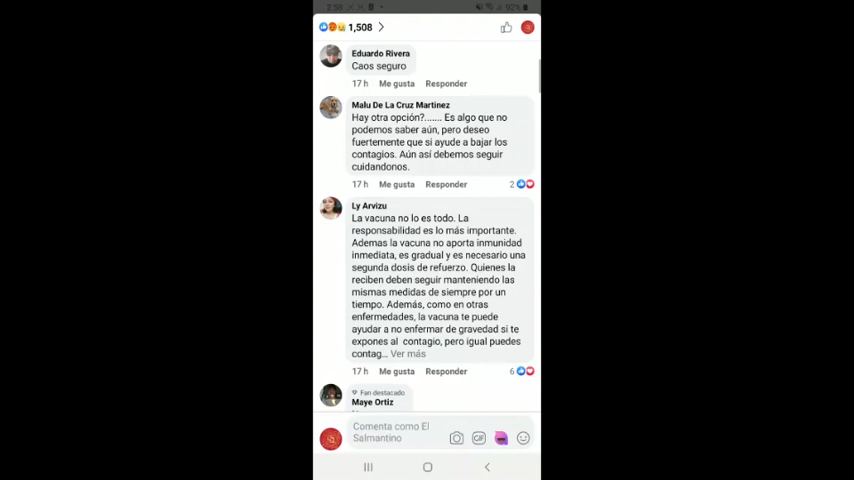 2:58 92%
1,508
Eduardo Rivera
Caos seguro
17 h Me gusta Responder
Malu De La Cruz Martinez
Hay otra opción?....... Es algo que no
podemos saber aún, pero deseo
fuertemente que si ayude a bajar los
contagios. Aún así debemos seguir
cuidandonos.
17 h Me gusta Responder 2
Ly Arvizu
La vacuna no lo es todo. La
responsabilidad es lo más importante.
Ademas la vacuna no aporta inmunidad
inmediata, es gradual y es necesario una
segunda dosis de refuerzo. Quienes la
reciben deben seguir manteniendo las
mismas medidas de siempre por un
tiempo. Además, como en otras
enfermedades, la vacuna te puede
ayudar a no enfermar de gravedad si te
expones al contagio, pero igual puedes
contag... Ver más
17 h Me gusta Responder 6
Fan destacado
Maye Ortiz
Comenta como El
Salmantino
GIF